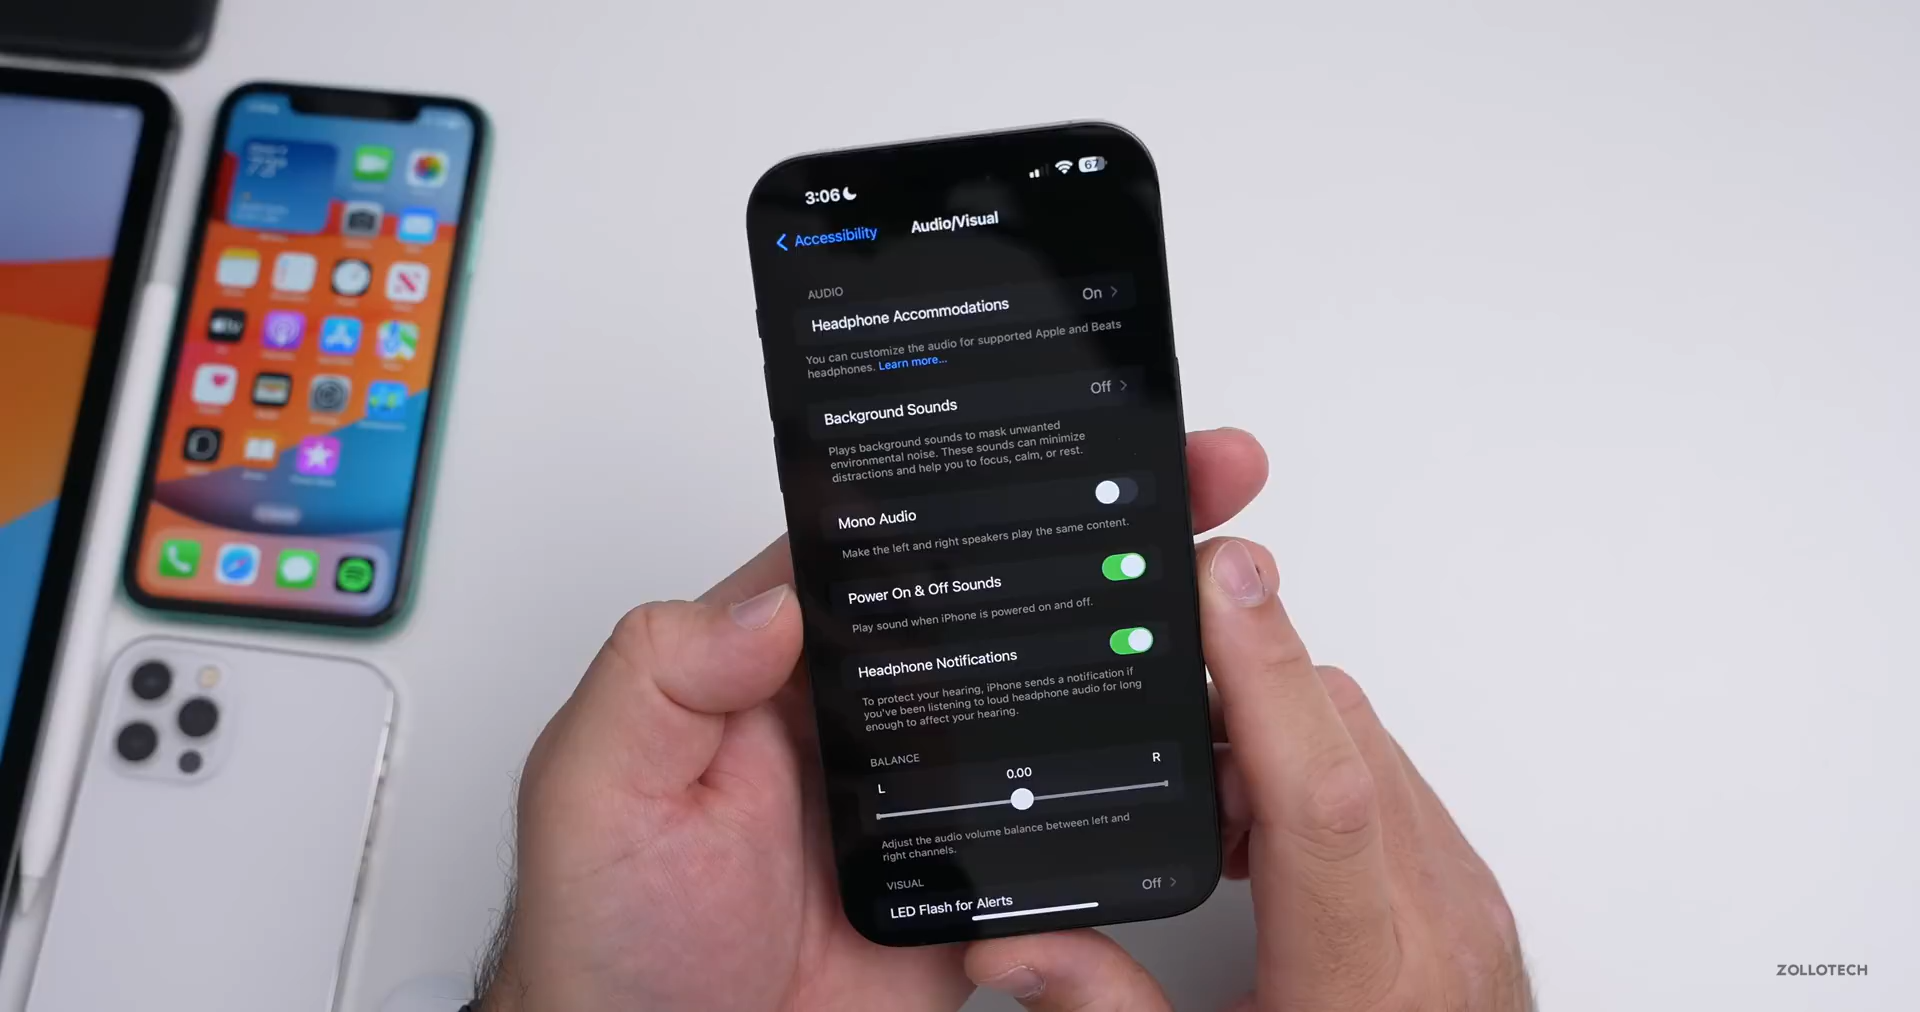 3:06
67
Accessibility
Audio/Visual
AUDIO
Headphone Accommodations
On
You can customize the audio for supported Apple and Beats
headphones. Learn more...
Background Sounds
Off
Plays background sounds to mask unwanted
environmental noise. These sounds can minimize
distractions and help you to focus, calm, or rest.
Mono Audio
Make the left and right speakers play the same content.
Power On & Off Sounds
Play sound when iPhone is powered on and off.
Headphone Notifications
To protect your hearing, iPhone sends a notification if
you've been listening to loud headphone audio for long
enough to affect your hearing.
BALANCE
L
0.00
R
Adjust the audio volume balance between left and
right channels.
VISUAL
LED Flash for Alerts
Off
ZOLLOTECH